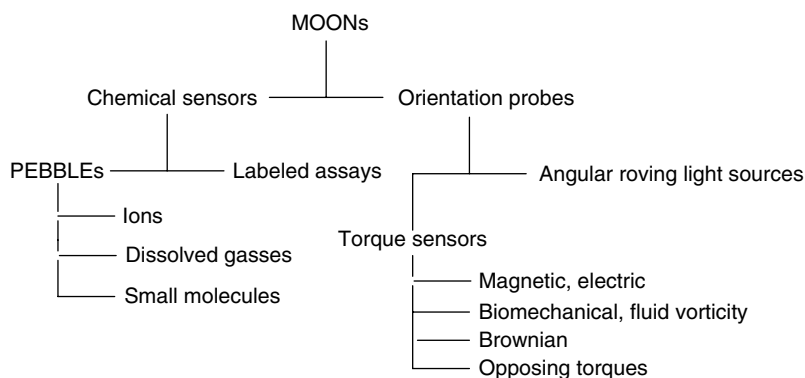 MOONs
Chemical sensors
Orientation probes
PEBBLEs
Labeled assays
Angular roving light sources
Ions
Dissolved gasses
Small molecules
Torque sensors
Magnetic, electric
Biomechanical, fluid vorticity
Brownian
Opposing torques